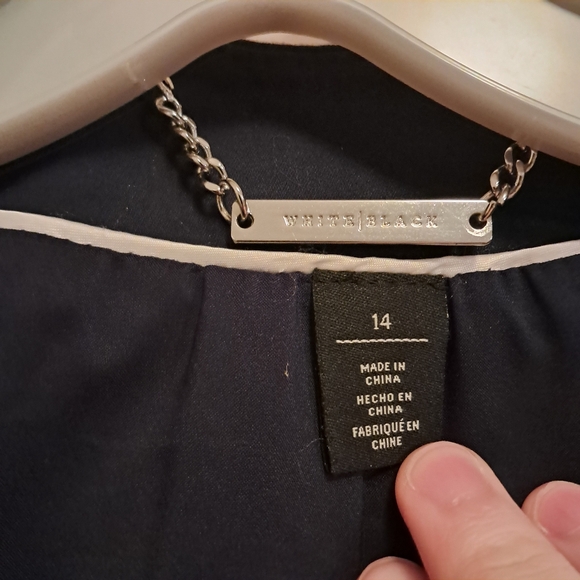 WHITE|BLACK
14
MADE IN
CHINA
HECHO EN
CHINA
FABRIQUÉ EN
CHINE